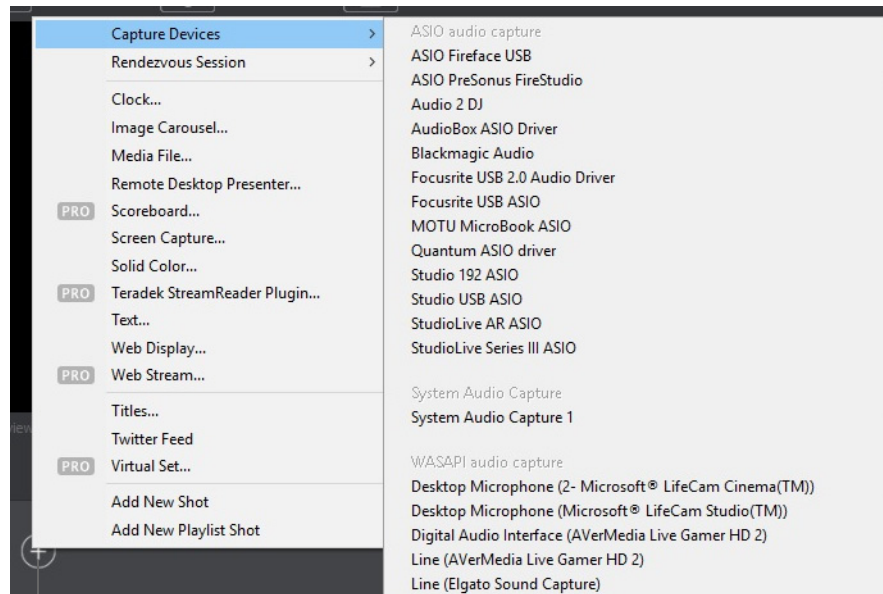 Capture Devices
Rendezvous Session
Clock...
Image Carousel...
Media File...
Remote Desktop Presenter...
PRO Scoreboard...
Screen Capture...
Solid Color...
PRO Teradek StreamReader Plugin...
Text...
Web Display...
PRO Web Stream...
Titles...
Twitter Feed
PRO Virtual Set...
Add New Shot
Add New Playlist Shot
ASIO audio capture
ASIO Fireface USB
ASIO PreSonus FireStudio
Audio 2 DJ
AudioBox ASIO Driver
Blackmagic Audio
Focusrite USB 2.0 Audio Driver
Focusrite USB ASIO
MOTU MicroBook ASIO
Quantum ASIO driver
Studio 192 ASIO
Studio USB ASIO
StudioLive AR ASIO
StudioLive Series III ASIO
System Audio Capture
System Audio Capture 1
WASAPI audio capture
Desktop Microphone (2- Microsoft® LifeCam Cinema(TM))
Desktop Microphone (Microsoft® LifeCam Studio(TM))
Digital Audio Interface (AVerMedia Live Gamer HD 2)
Line (AVerMedia Live Gamer HD 2)
Line (Elgato Sound Capture)